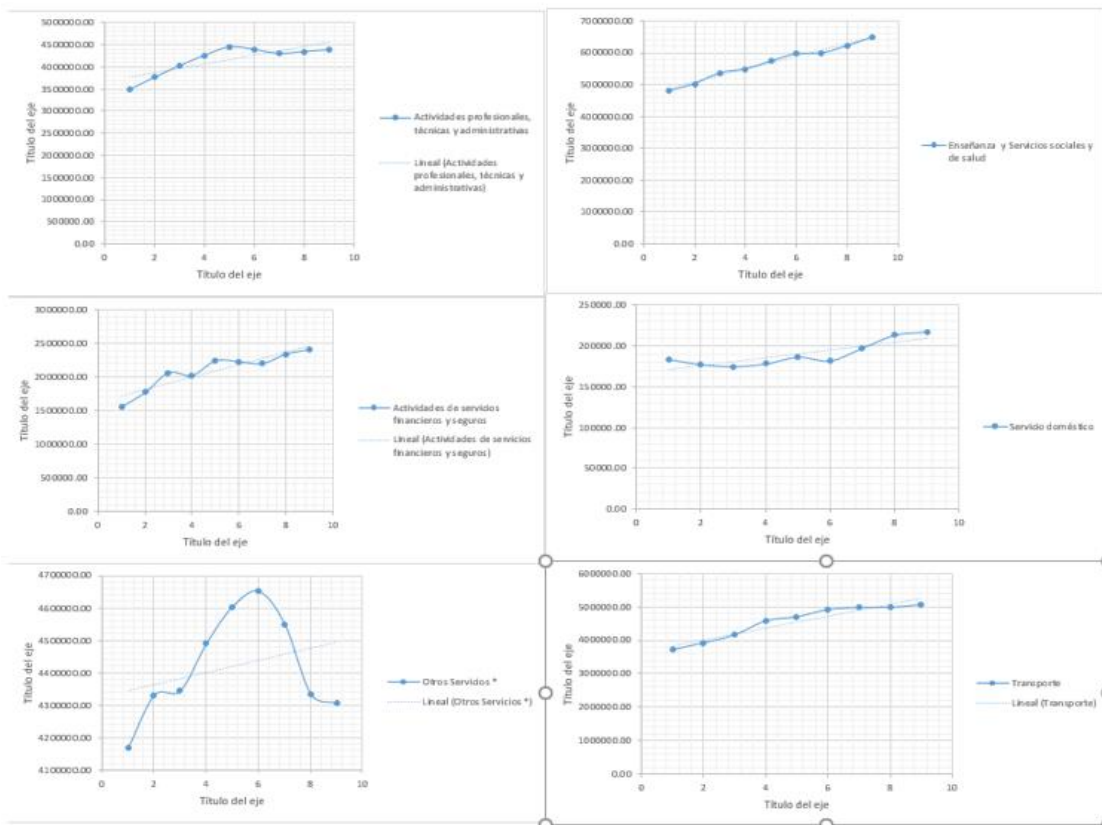 5000000.00
4500000.00
4000000.00
3500000.00
3000000.00
2500000.00
2000000.00
1500000.00
1000000.00
500000.00
0.00
0 2 4 6 8 10
Título del eje
Título del eje
Actividades profesionales,
técnicas y administrativas
Lineal (Actividades
profesionales, técnicas y
administrativas)
7000000.00
6000000.00
5000000.00
4000000.00
3000000.00
2000000.00
1000000.00
0.00
0 2 4 6 8 10
Título del eje
Título del eje
Enseñanza y Servicios sociales y
de salud
3000000.00
2500000.00
2000000.00
1500000.00
1000000.00
500000.00
0.00
0 2 4 6 8 10
Título del eje
Título del eje
Actividades de servicios
financieros y seguros
Lineal (Actividades de servicios
financieros y seguros)
250000.00
200000.00
150000.00
100000.00
50000.00
0.00
0 2 4 6 8 10
Título del eje
Título del eje
Servicio doméstico
4700000.00
4600000.00
4500000.00
4400000.00
4300000.00
4200000.00
4100000.00
0 2 4 6 8 10
Título del eje
Título del eje
Otros Servicios *
Lineal (Otros Servicios *)
6000000.00
5000000.00
4000000.00
3000000.00
2000000.00
1000000.00
0.00
0 2 4 6 8 10
Título del eje
Título del eje
Transporte
Lineal (Transporte)